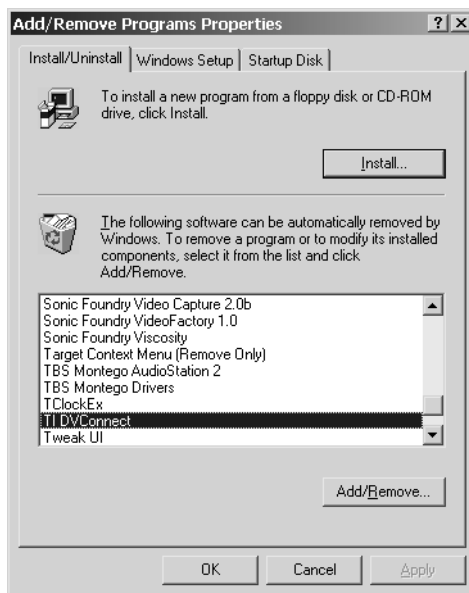 Add/Remove Programs Properties
Install/Uninstall
Windows Setup
Startup Disk
To install a new program from a floppy disk or CD-ROM
drive, click Install.
Install...
The following software can be automatically removed by
Windows. To remove a program or to modify its installed
components, select it from the list and click
Add/Remove.
Sonic Foundry Video Capture 2.0b
Sonic Foundry VideoFactory 1.0
Sonic Foundry Viscosity
Target Context Menu (Remove Only)
TBS Montego AudioStation 2
TBS Montego Drivers
TClockEx
TI DVConnect
Tweak UI
Add/Remove...
OK
Cancel
Apply